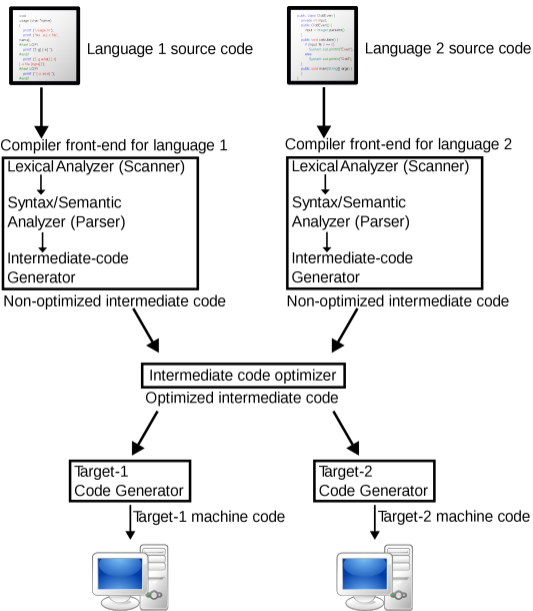 Language 1 source code
Language 2 source code
Compiler front-end for language 1
Lexical Analyzer (Scanner)
Syntax/Semantic
Analyzer (Parser)
Intermediate-code
Generator
Non-optimized intermediate code
Compiler front-end for language 2
Lexical Analyzer (Scanner)
Syntax/Semantic
Analyzer (Parser)
Intermediate-code
Generator
Non-optimized intermediate code
Intermediate code optimizer
Optimized intermediate code
Target-1
Code Generator
Target-1 machine code
Target-2
Code Generator
Target-2 machine code